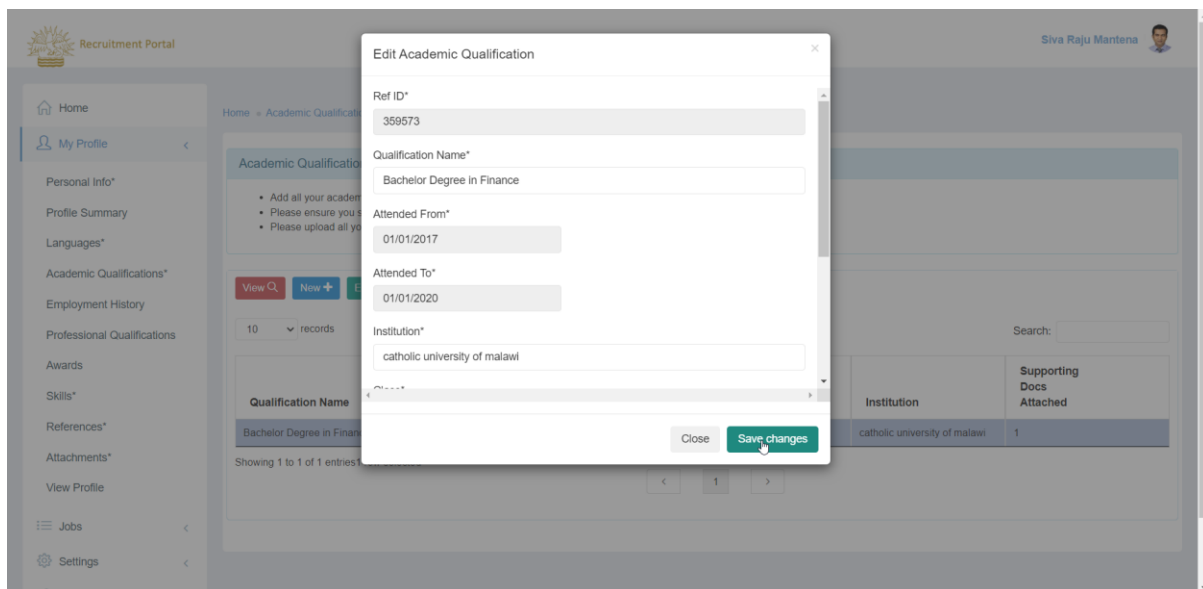 Recruitment Portal
Siva Raju Mantena
Home
My Profile
Personal Info*
Profile Summary
Languages*
Academic Qualifications*
Employment History
Professional Qualifications
Awards
Skills*
References*
Attachments*
View Profile
Jobs
Settings
Home » Academic Qualificati
Academic Qualificatio
Add all your academ
Please ensure you s
Please upload all yo
View New E
10 records
Search:
Qualification Name Institution Supporting
Docs
Attached
Bachelor Degree in Finan catholic university of malawi 1
Showing 1 to 1 of 1 entries1
< 1 >
Edit Academic Qualification
×
Ref ID*
359573
Qualification Name*
Bachelor Degree in Finance
Attended From*
01/01/2017
Attended To*
01/01/2020
Institution*
catholic university of malawi
Close Save changes